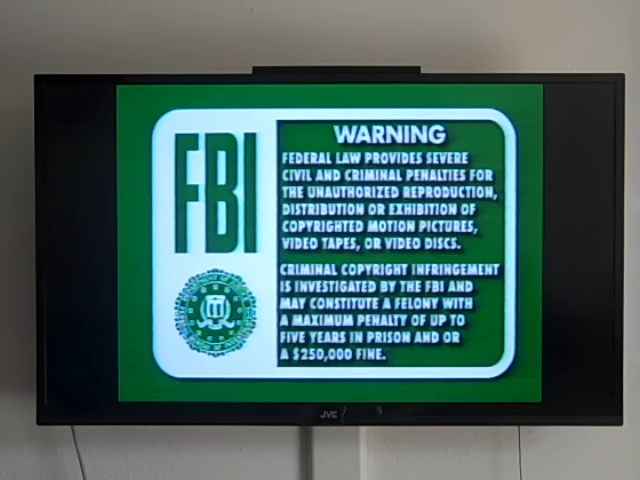 FBI
WARNING
FEDERAL LAW PROVIDES SEVERE
CIVIL AND CRIMINAL PENALTIES FOR
THE UNAUTHORIZED REPRODUCTION,
DISTRIBUTION OR EXHIBITION OF
COPYRIGHTED MOTION PICTURES,
VIDEO TAPES, OR VIDEO DISCS.
CRIMINAL COPYRIGHT INFRINGEMENT
IS INVESTIGATED BY THE FBI AND
MAY CONSTITUTE A FELONY WITH
A MAXIMUM PENALTY OF UP TO
FIVE YEARS IN PRISON AND OR
A $250,000 FINE.
JVC